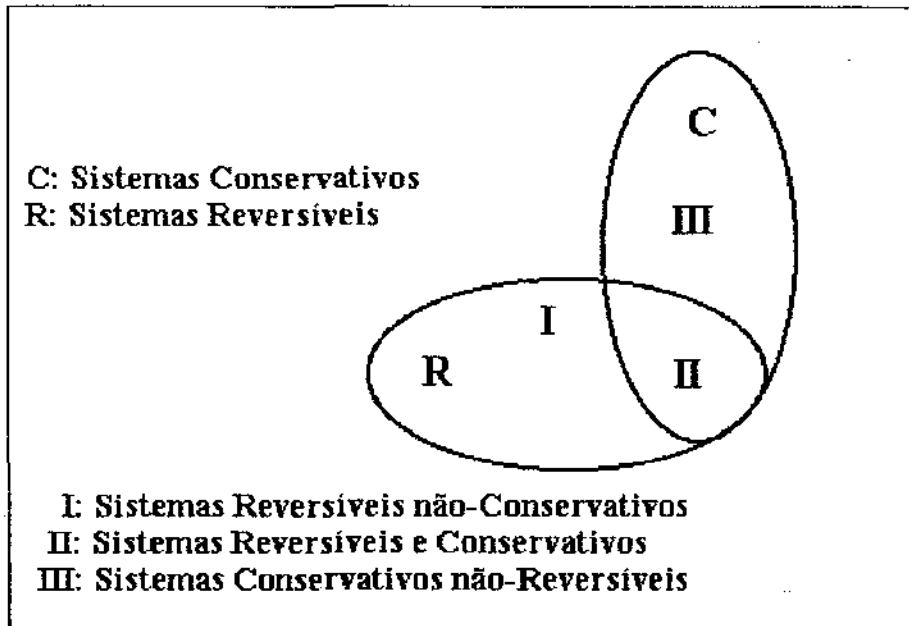 C
C: Sistemas Conservativos
R: Sistemas Reversíveis
III
I
R
II
I: Sistemas Reversíveis não-Conservativos
II: Sistemas Reversíveis e Conservativos
III: Sistemas Conservativos não-Reversíveis